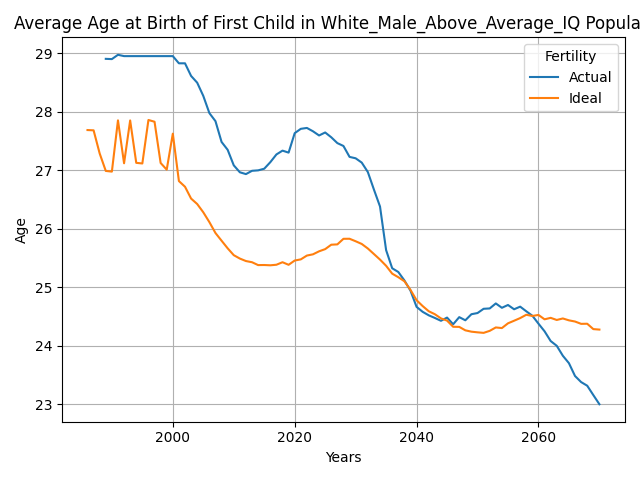 Average Age at Birth of First Child in White_Male_Above_Average_IQ Popula
Fertility
Actual
Ideal
29
28
27
26
25
24
23
Age
2000 2020 2040 2060
Years